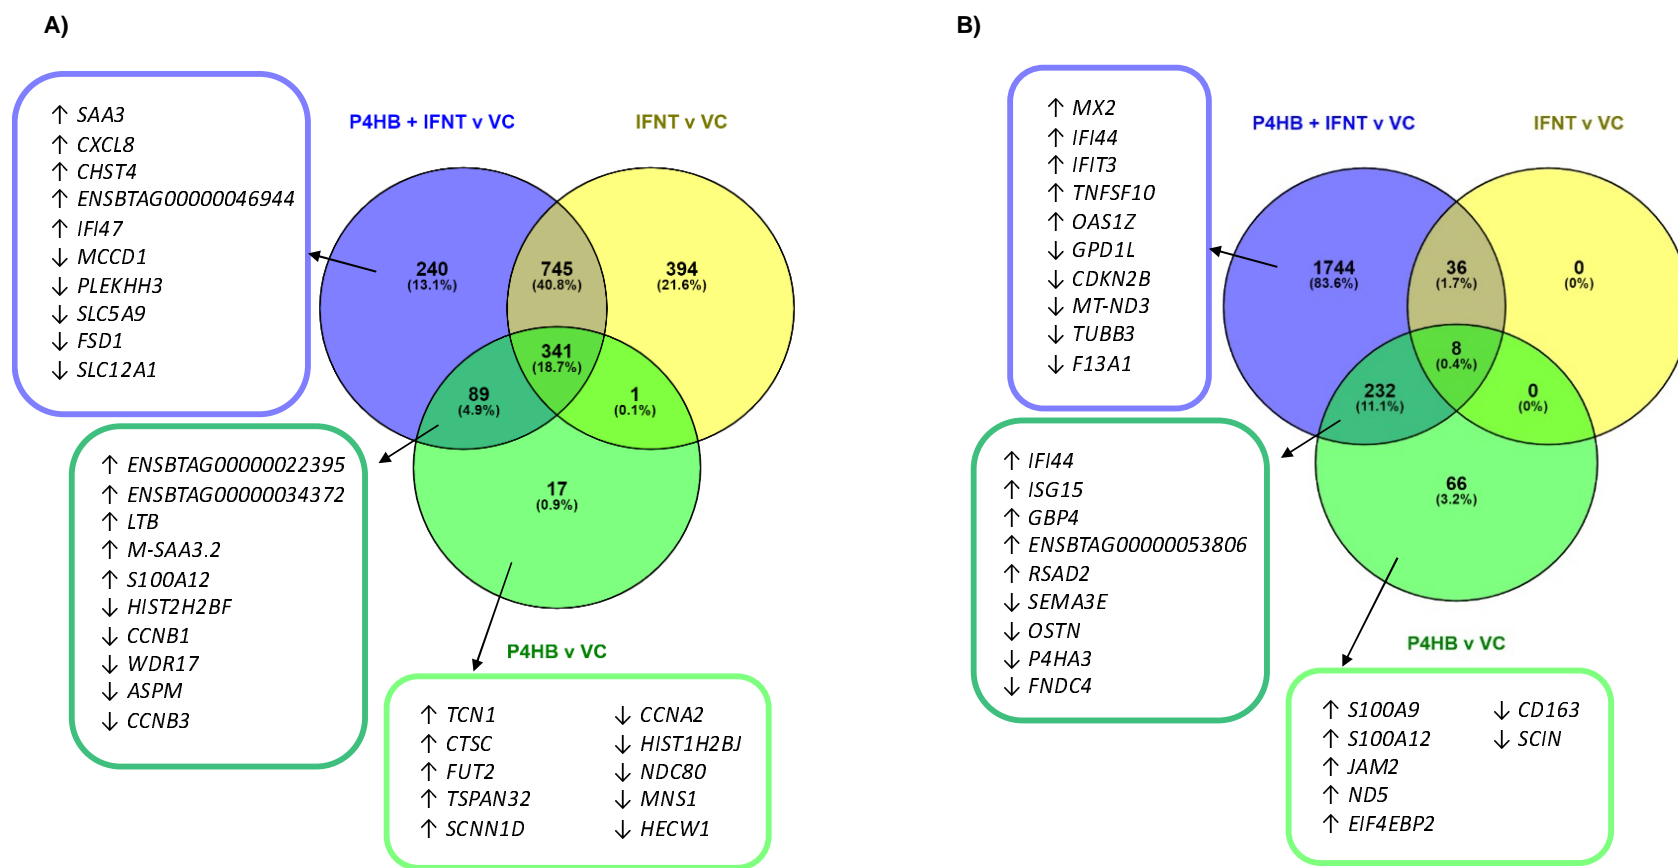 A)
↑ SAA3
↑ CXCL8
↑ CHST4
↑ ENSBTAG00000046944
↑ IFI47
↓ MCCD1
↓ PLEKHH3
↓ SLC5A9
↓ FSD1
↓ SLC12A1
P4HB + IFNT v VC
IFNT v VC
240
(13.1%)
745
(40.8%)
394
(21.6%)
341
(18.7%)
89
(4.9%)
1
(0.1%)
17
(0.9%)
↑ ENSBTAG00000022395
↑ ENSBTAG00000034372
↑ LTB
↑ M-SAA3.2
↑ S100A12
↓ HIST2H2BF
↓ CCNB1
↓ WDR17
↓ ASPM
↓ CCNB3
P4HB v VC
↑ TCN1
↑ CTSC
↑ FUT2
↑ TSPAN32
↑ SCNN1D
↓ CCNA2
↓ HIST1H2BJ
↓ NDC80
↓ MNS1
↓ HECW1
B)
↑ MX2
↑ IFI44
↑ IFIT3
↑ TNFSF10
↑ OAS1Z
↓ GPD1L
↓ CDKN2B
↓ MT-ND3
↓ TUBB3
↓ F13A1
P4HB + IFNT v VC
IFNT v VC
1744
(83.6%)
36
(1.7%)
0
(0%)
8
(0.4%)
232
(11.1%)
0
(0%)
66
(3.2%)
↑ IFI44
↑ ISG15
↑ GBP4
↑ ENSBTAG00000053806
↑ RSAD2
↓ SEMA3E
↓ OSTN
↓ P4HA3
↓ FNDC4
P4HB v VC
↑ S100A9
↑ S100A12
↑ JAM2
↑ ND5
↑ EIF4EBP2
↓ CD163
↓ SCIN